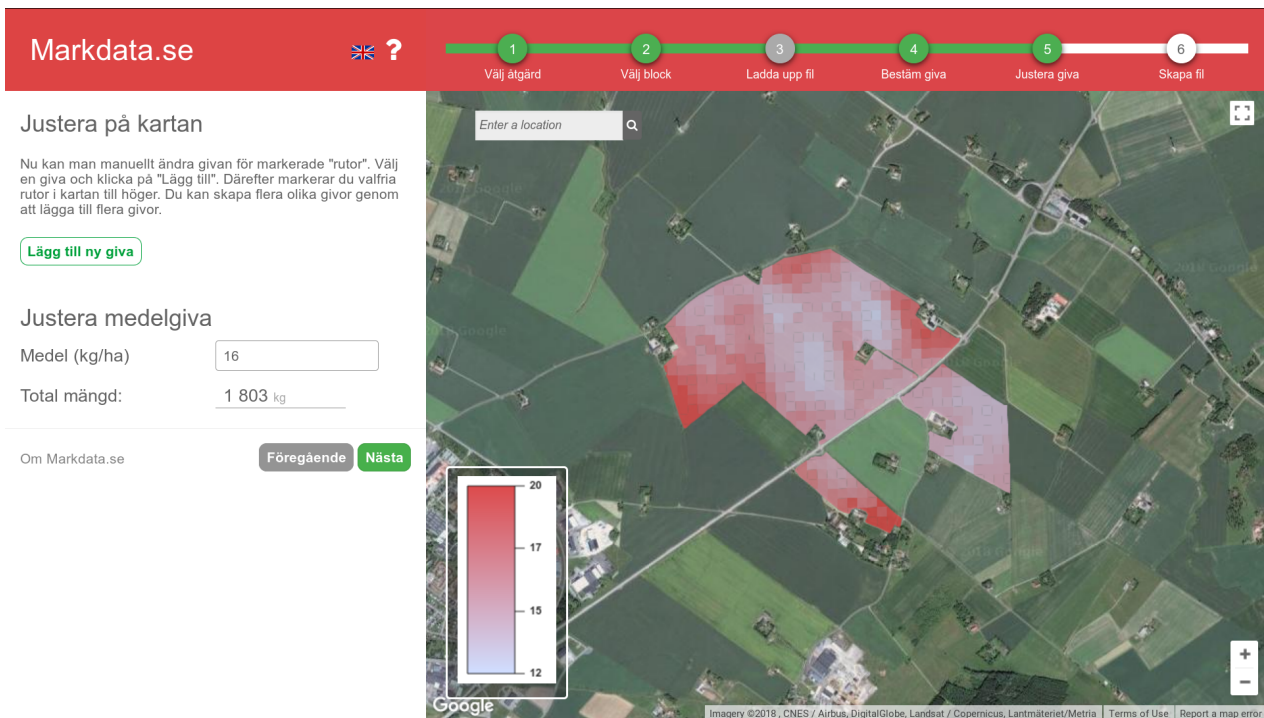 Markdata.se
?
1
2
3
4
5
6
Välj åtgärd
Välj block
Ladda upp fil
Bestäm giva
Justera giva
Skapa fil
Justera på kartan
Nu kan man manuellt ändra givan för markerade "rutor". Välj
en giva och klicka på "Lägg till". Därefter markerar du valfria
rutor i kartan till höger. Du kan skapa flera olika givor genom
att lägga till flera givor.
Lägg till ny giva
Justera medelgiva
Medel (kg/ha)
16
Total mängd:
1 803 kg
Om Markdata.se
Föregående
Nästa
Enter a location
20
17
15
12
+
−
Google
Imagery ©2018 , CNES / Airbus, DigitalGlobe, Landsat / Copernicus, Lantmäteriet/Metria
Terms of Use
Report a map error